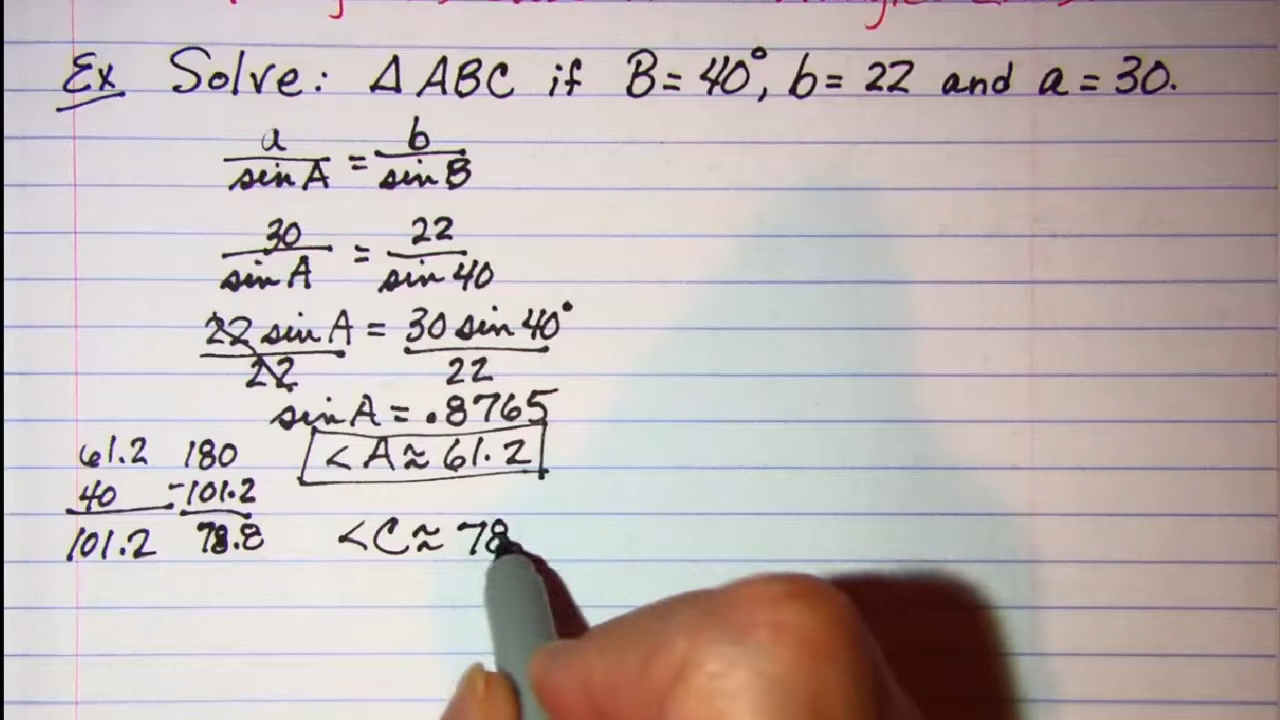 Ex Solve: Δ ABC if B = 40°, b = 22 and a = 30.
a/sin A = b/sin B
30/sin A = 22/sin 40
22 sin A/22 = 30 sin 40°/22
sin A = .8765
61.2 180 < A ≈ 61.2
40 -101.2
101.2 78.8 < C ≈ 78